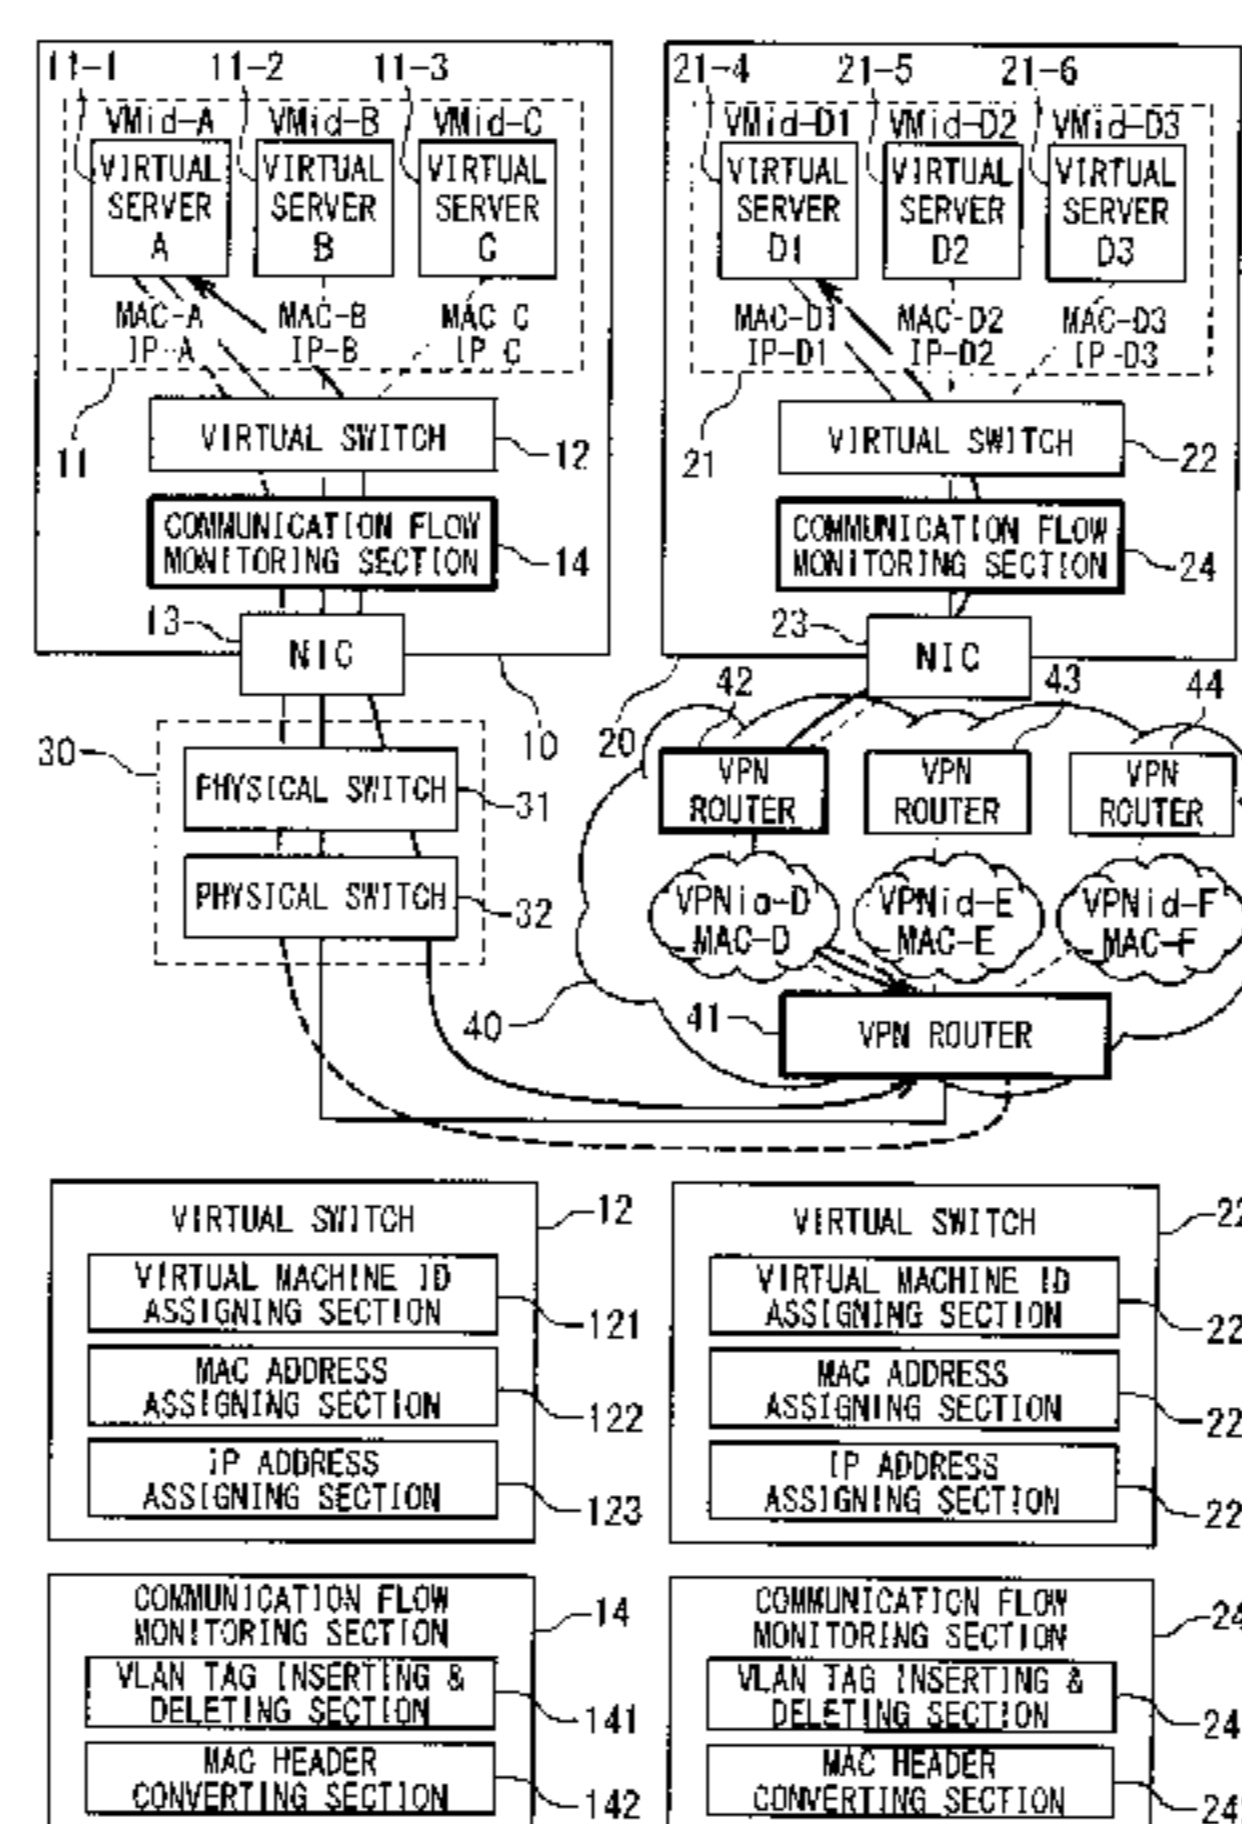 11-1 11-2 11-3
VMid-A VMid-B VMid-C
VIRTUAL SERVER A
VIRTUAL SERVER B
VIRTUAL SERVER C
MAC-A MAC-B MAC C
IP-A IP-B IP C
11
VIRTUAL SWITCH
12
COMMUNICATION FLOW
MONITORING SECTION
14
13
NIC
10
30
PHYSICAL SWITCH
31
PHYSICAL SWITCH
32
21-4 21-5 21-6
VMid-D1 VMid-D2 VMid-D3
VIRTUAL SERVER D1
VIRTUAL SERVER D2
VIRTUAL SERVER D3
MAC-D1 MAC-D2 MAC-D3
IP-D1 IP-D2 IP-D3
21
VIRTUAL SWITCH
22
COMMUNICATION FLOW
MONITORING SECTION
24
23
NIC
20
42 43 44
VPN ROUTER
VPN ROUTER
VPN ROUTER
VPNid-D VPNid-E VPNid-F
MAC-D MAC-E MAC-F
40
41
VPN ROUTER
VIRTUAL SWITCH
12
VIRTUAL MACHINE ID
ASSIGNING SECTION
121
MAC ADDRESS
ASSIGNING SECTION
122
IP ADDRESS
ASSIGNING SECTION
123
VIRTUAL SWITCH
22
VIRTUAL MACHINE ID
ASSIGNING SECTION
22
MAC ADDRESS
ASSIGNING SECTION
22
IP ADDRESS
ASSIGNING SECTION
22
COMMUNICATION FLOW
MONITORING SECTION
14
VLAN TAG INSERTING &
DELETING SECTION
141
MAC HEADER
CONVERTING SECTION
142
COMMUNICATION FLOW
MONITORING SECTION
24
VLAN TAG INSERTING &
DELETING SECTION
24
MAC HEADER
CONVERTING SECTION
24